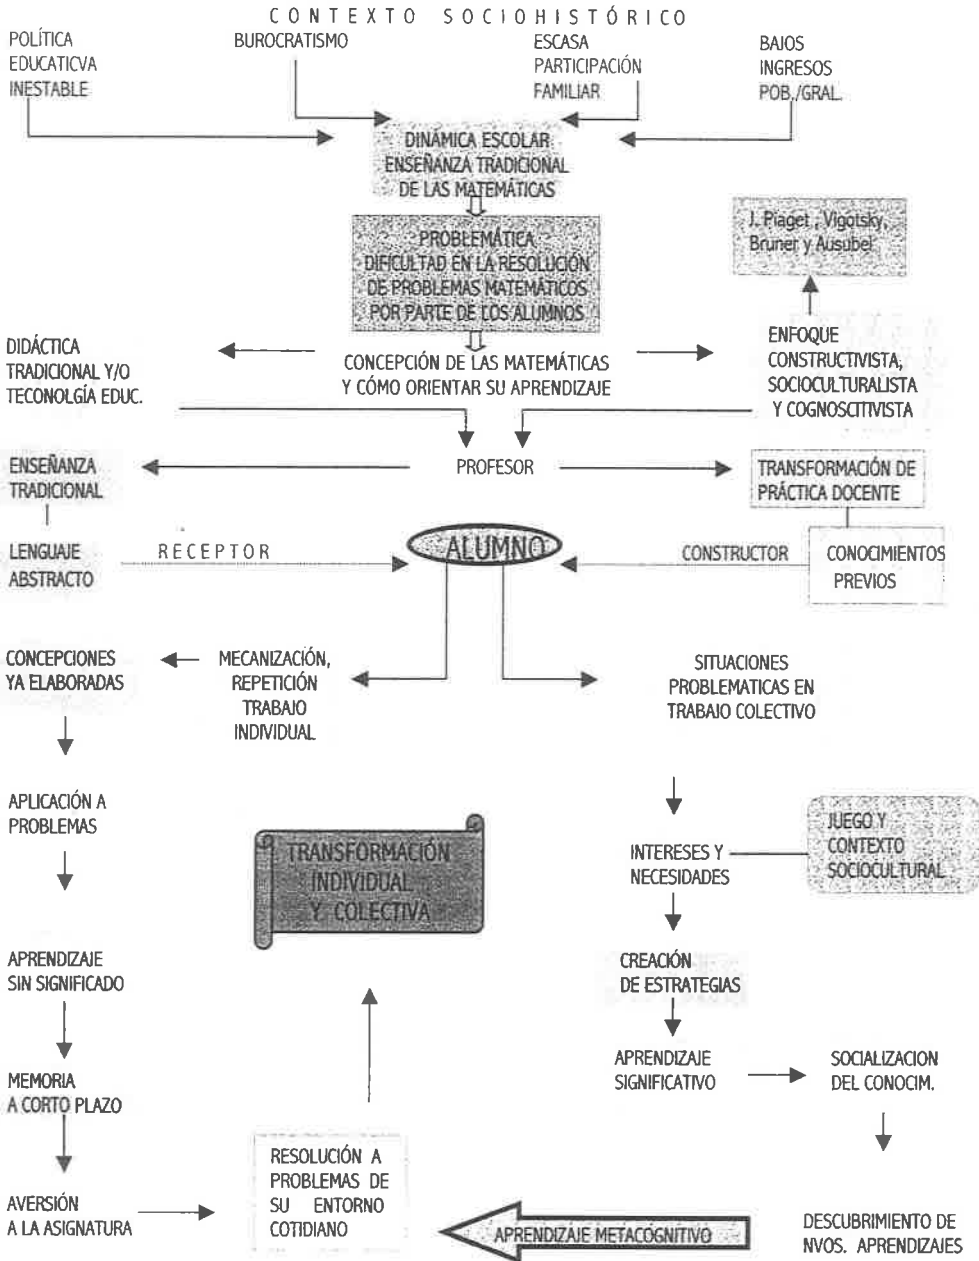 CONTEXTO SOCIOHISTÓRICO
POLÍTICA
EDUCATICVA
INESTABLE
BUROCRATISMO
ESCASA
PARTICIPACIÓN
FAMILIAR
BAJOS
INGRESOS
POB./GRAL.
DINÁMICA ESCOLAR
ENSEÑANZA TRADICIONAL
DE LAS MATEMÁTICAS
PROBLEMÁTICA
DIFICULTAD EN LA RESOLUCIÓN
DE PROBLEMAS MATEMÁTICOS
POR PARTE DE LOS ALUMNOS
J. Piaget , Vigotsky,
Bruner y Ausubel
DIDÁCTICA
TRADICIONAL Y/O
TECONOLGÍA EDUC.
CONCEPCIÓN DE LAS MATEMÁTICAS
Y CÓMO ORIENTAR SU APRENDIZAJE
ENFOQUE
CONSTRUCTIVISTA,
SOCIOCULTURALISTA
Y COGNOSCITIVISTA
ENSEÑANZA
TRADICIONAL
PROFESOR
TRANSFORMACIÓN DE
PRÁCTICA DOCENTE
LENGUAJE
ABSTRACTO
RECEPTOR
ALUMNO
CONSTRUCTOR
CONOCIMIENTOS
PREVIOS
CONCEPCIONES
YA ELABORADAS
MECANIZACIÓN,
REPETICIÓN
TRABAJO
INDIVIDUAL
SITUACIONES
PROBLEMATICAS EN
TRABAJO COLECTIVO
APLICACIÓN A
PROBLEMAS
TRANSFORMACIÓN
INDIVIDUAL
Y COLECTIVA
INTERESES Y
NECESIDADES
JUEGO Y
CONTEXTO
SOCIOCULTURAL
APRENDIZAJE
SIN SIGNIFICADO
CREACIÓN
DE ESTRATEGIAS
MEMORIA
A CORTO PLAZO
APRENDIZAJE
SIGNIFICATIVO
SOCIALIZACION
DEL CONOCIM.
AVERSIÓN
A LA ASIGNATURA
RESOLUCIÓN A
PROBLEMAS DE
SU ENTORNO
COTIDIANO
APRENDIZAJE METACOGNITIVO
DESCUBRIMIENTO DE
NVOS. APRENDIZAJES